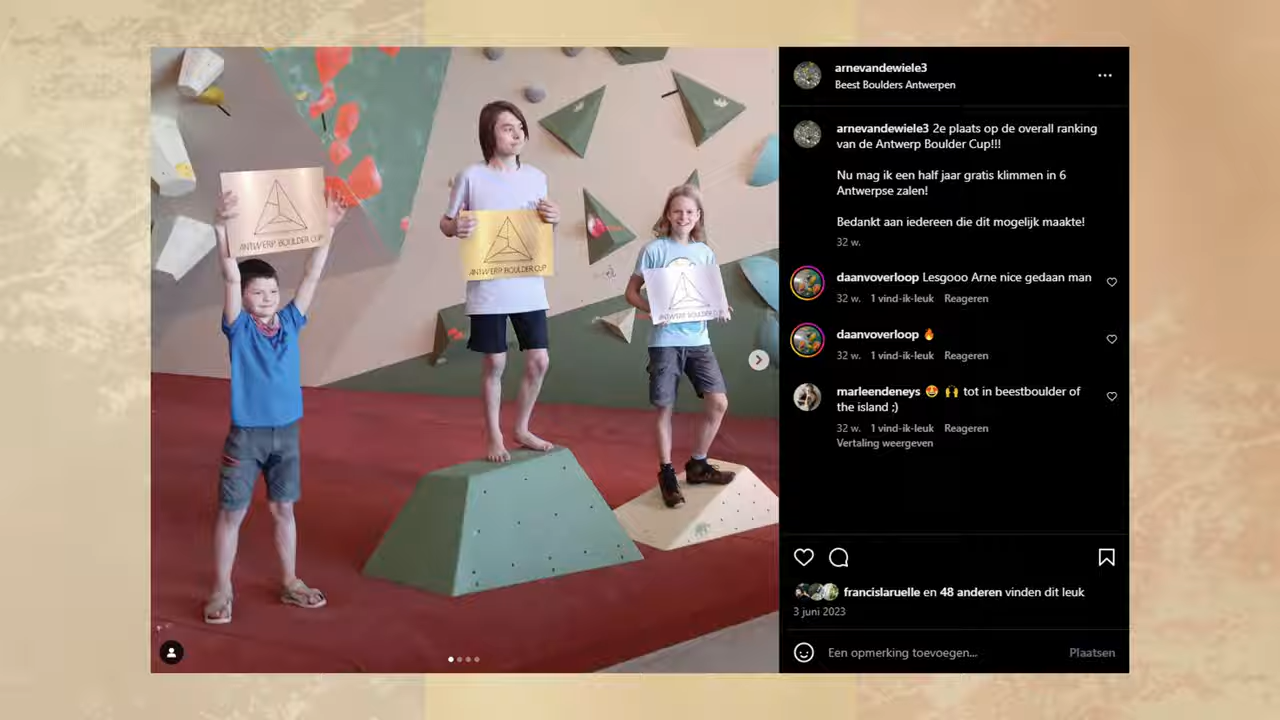 arnevandewiele3
Beest Boulders Antwerpen
arnevandewiele3 2e plaats op de overall ranking
van de Antwerp Boulder Cup!!!
Nu mag ik een half jaar gratis klimmen in 6
Antwerpse zalen!
Bedankt aan iedereen die dit mogelijk maakte!
32 w.
daanvoverloop Lesgooo Arne nice gedaan man
32 w. 1 vind-ik-leuk Reageren
daanvoverloop 🔥
32 w. 1 vind-ik-leuk Reageren
marleendeneys 🤩 🙌 tot in beestboulder of
the island ;)
32 w. 1 vind-ik-leuk Reageren
Vertaling weergeven
francislaruelle en 48 anderen vinden dit leuk
3 juni 2023
Een opmerking toevoegen...
Plaatsen
ANTWERP BOULDER CUP
ANTWERP BOULDER CUP
ANTWERP BOULDER CUP